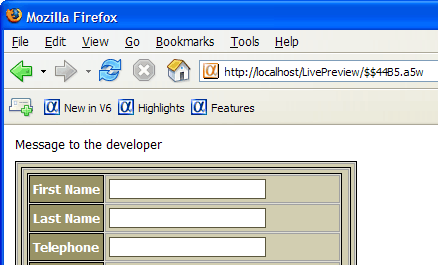 Mozilla Firefox
File Edit View Go Bookmarks Tools Help
http://localhost/LivePreview/$$44B5.a5w
New in V6 Highlights Features
Message to the developer
First Name
Last Name
Telephone